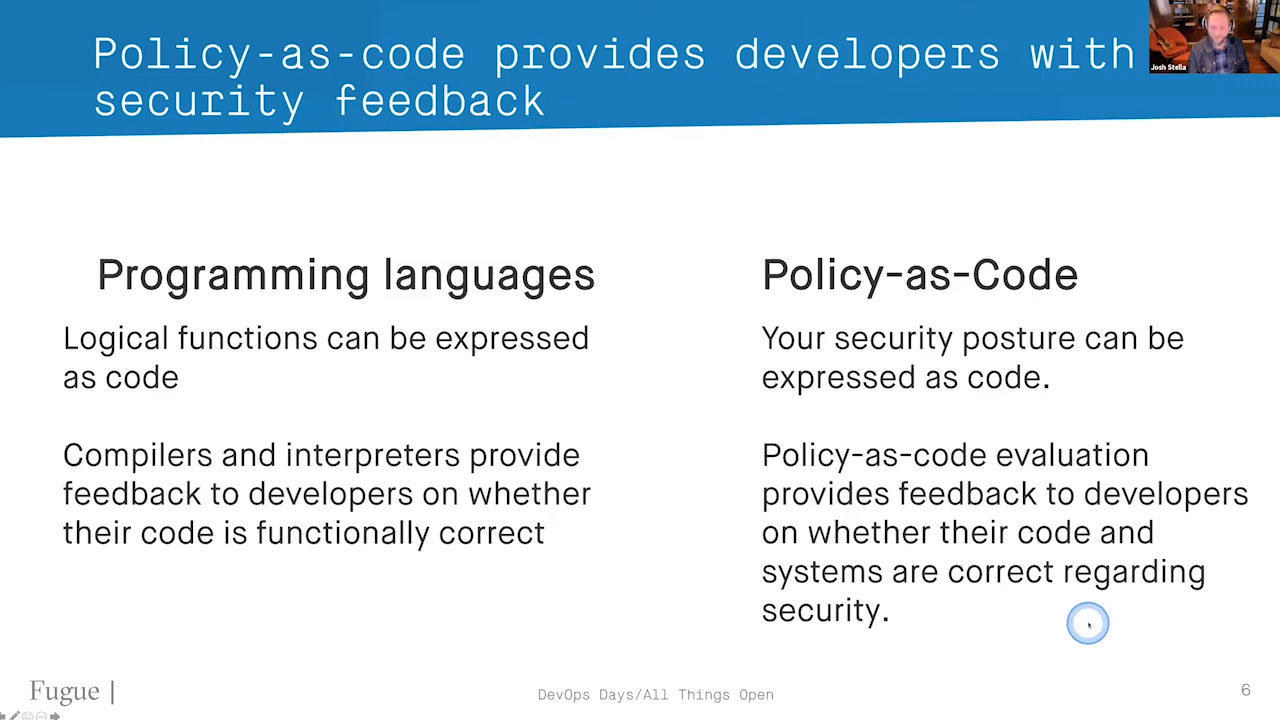 Policy-as-code provides developers with
security feedback
Josh Stella
Programming languages
Logical functions can be expressed
as code
Compilers and interpreters provide
feedback to developers on whether
their code is functionally correct
Policy-as-Code
Your security posture can be
expressed as code.
Policy-as-code evaluation
provides feedback to developers
on whether their code and
systems are correct regarding
security.
Fugue |
DevOps Days/All Things Open
6